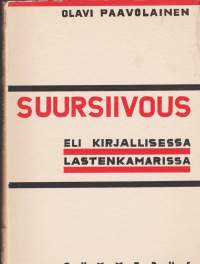 OLAVI PAAVOLAINEN
SUURSIIVOUS
ELI KIRJALLISESSA
LASTENKAMARISSA